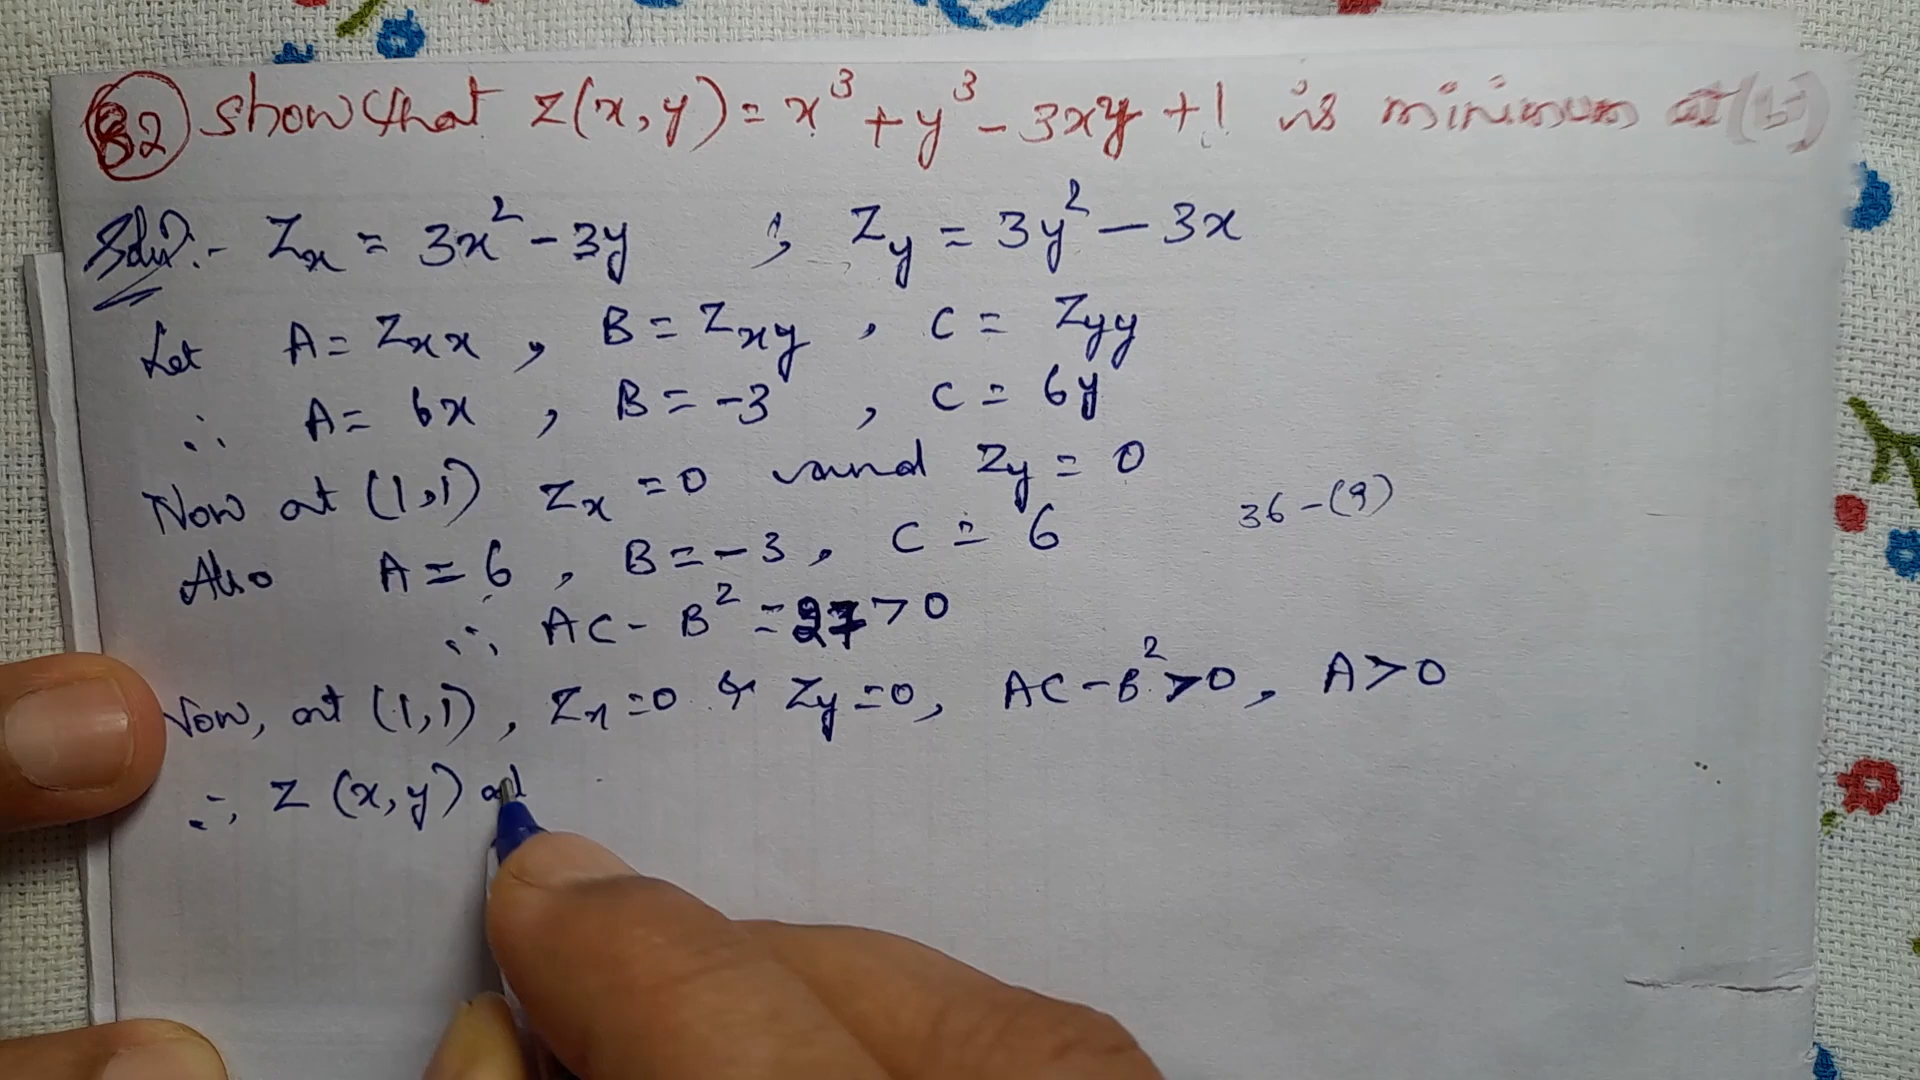 82 show that z(x,y) = x³ + y³ - 3xy + 1 is minimum at
Soln:- Zx = 3x² - 3y ; Zy = 3y² - 3x
Let A = Zxx , B = Zxy , C = Zyy
∴ A = 6x , B = -3 , C = 6y
Now at (1,1) Zx = 0 and Zy = 0
36 - (9)
Also A = 6 , B = -3 , C = 6
∴ AC - B² = 27 > 0
Now, at (1,1) , Zx = 0 & Zy = 0, AC - B² > 0 , A > 0
∴ Z (x,y)